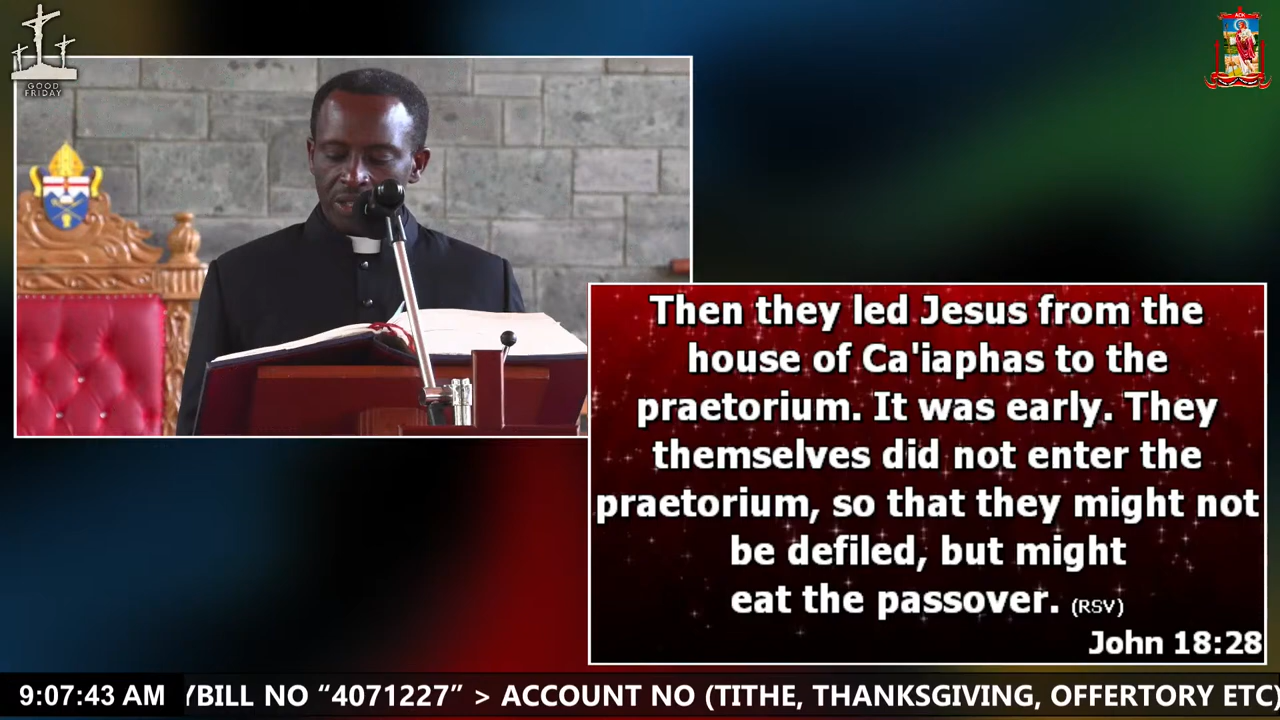 GOOD
FRIDAY
ACK
Then they led Jesus from the
house of Ca'iaphas to the
praetorium. It was early. They
themselves did not enter the
praetorium, so that they might not
be defiled, but might
eat the passover. (RSV)
John 18:28
9:07:43 AM YBILL NO “4071227” > ACCOUNT NO (TITHE, THANKSGIVING, OFFERTORY ETC)